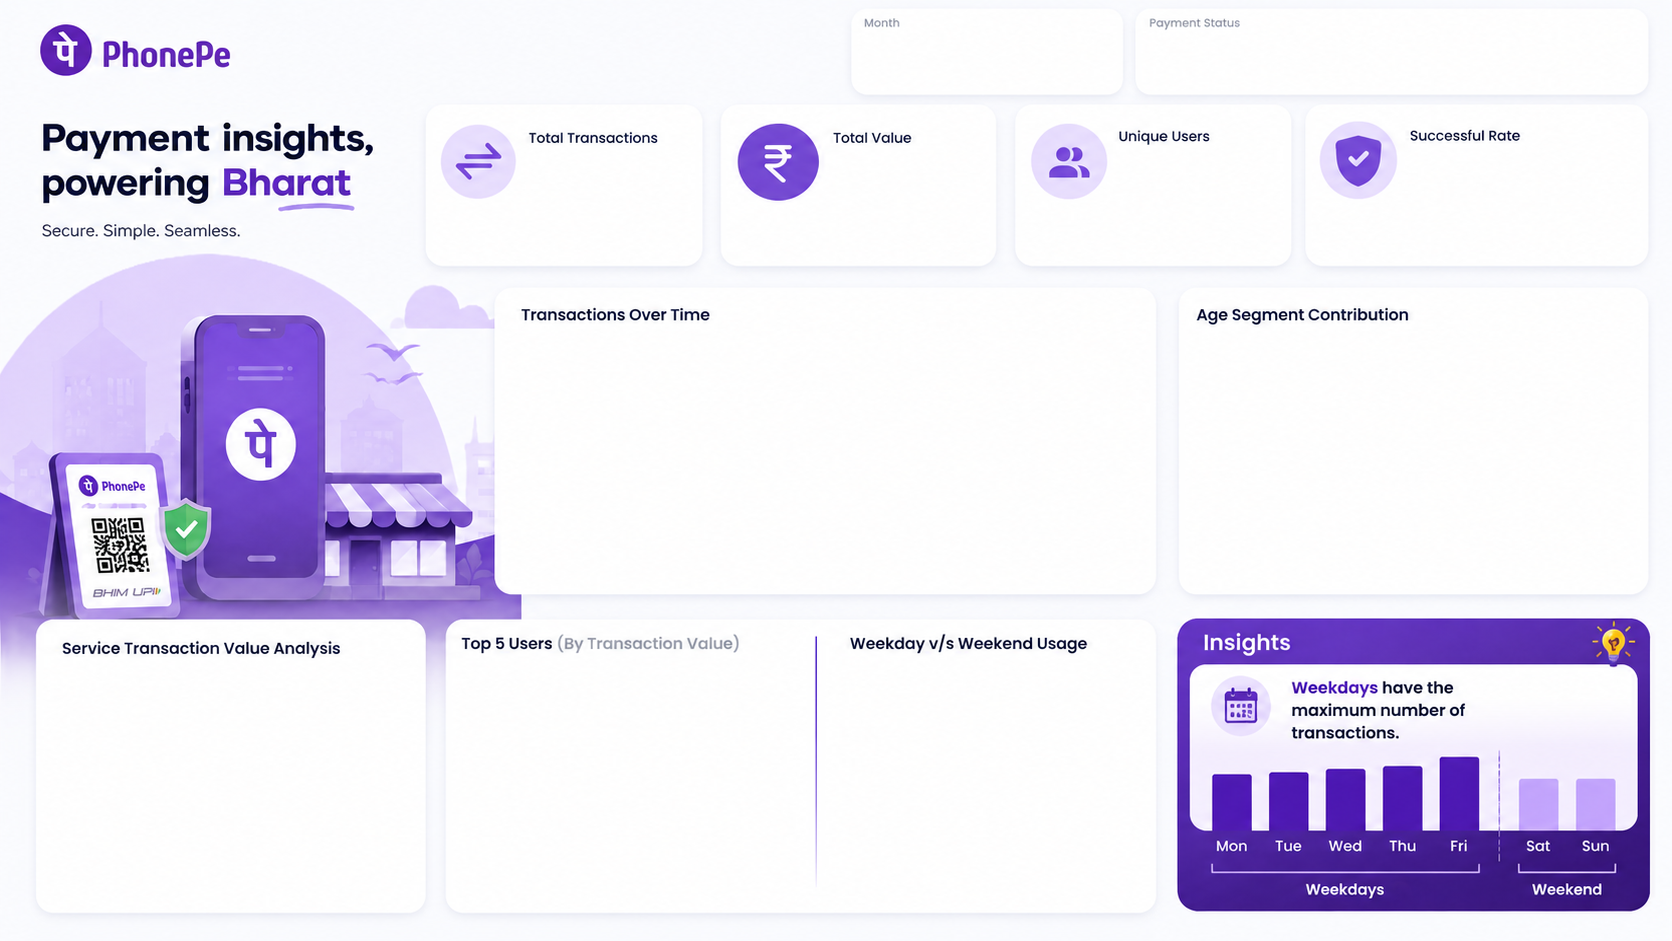 पे PhonePe
Month
Payment Status
Payment insights,
powering Bharat
Secure. Simple. Seamless.
Total Transactions
Total Value
₹
Unique Users
Successful Rate
Transactions Over Time
Age Segment Contribution
पे
पे PhonePe
BHIM UPI
Service Transaction Value Analysis
Top 5 Users (By Transaction Value)
Weekday v/s Weekend Usage
Insights
Weekdays have the
maximum number of
transactions.
Mon Tue Wed Thu Fri Sat Sun
Weekdays Weekend